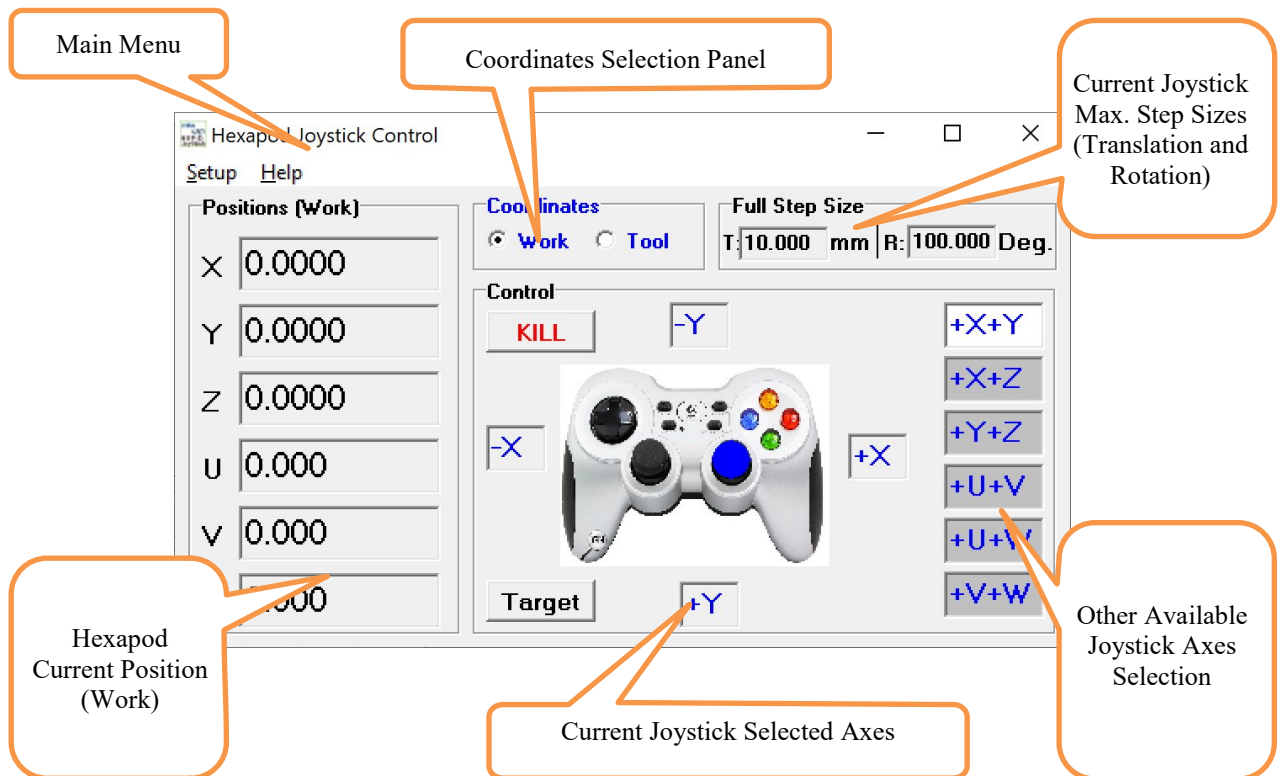 Main Menu
Coordinates Selection Panel
Current Joystick
Max. Step Sizes
(Translation and
Rotation)
Hexapod Joystick Control
Setup Help
Positions (Work)
X 0.0000
Y 0.0000
Z 0.0000
U 0.000
V 0.000
Coordinates
Work Tool
Full Step Size
T: 10.000 mm R: 100.000 Deg.
Control
KILL
-Y
-X
+X
Target
+Y
+X+Y
+X+Z
+Y+Z
+U+V
+U+W
+V+W
Hexapod
Current Position
(Work)
Current Joystick Selected Axes
Other Available
Joystick Axes
Selection